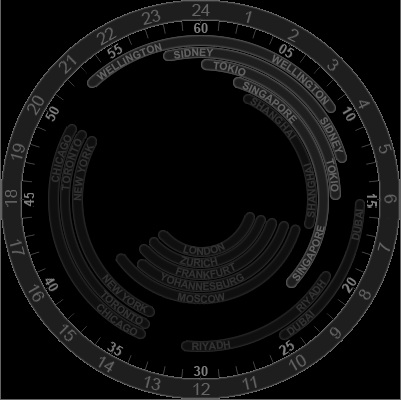 24
1
2
3
4
5
6
7
8
9
10
11
12
13
14
15
16
17
18
19
20
21
22
23
60
05
10
15
20
25
30
35
40
45
50
55
WELLINGTON
WELLINGTON
SIDNEY
SIDNEY
TOKIO
TOKIO
SINGAPORE
SINGAPORE
SHANGHAI
SHANGHAI
CHICAGO
TORONTO
NEW YORK
NEW YORK
TORONTO
CHICAGO
LONDON
ZURICH
FRANKFURT
YOHANNESBURG
MOSCOW
RIYADH
RIYADH
DUBAI
DUBAI